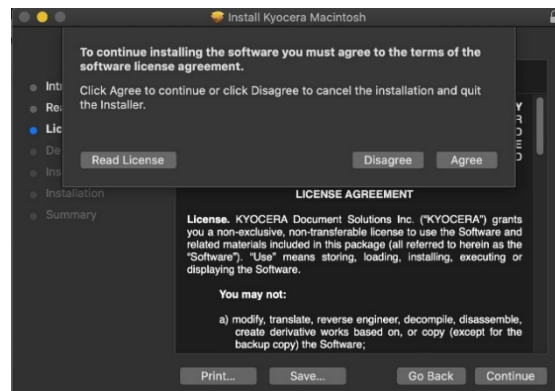 Install Kyocera Macintosh
To continue installing the software you must agree to the terms of the
software license agreement.
Click Agree to continue or click Disagree to cancel the installation and quit
the Installer.
Read License
Disagree
Agree
Lic
Installation
Summary
LICENSE AGREEMENT
License. KYOCERA Document Solutions Inc. ("KYOCERA") grants
you a non-exclusive, non-transferable license to use the Software and
related materials included in this package (all referred to herein as the
"Software"). "Use" means storing, loading, installing, executing or
displaying the Software.
You may not:
a) modify, translate, reverse engineer, decompile, disassemble,
create derivative works based on, or copy (except for the
backup copy) the Software;
Print...
Save...
Go Back
Continue